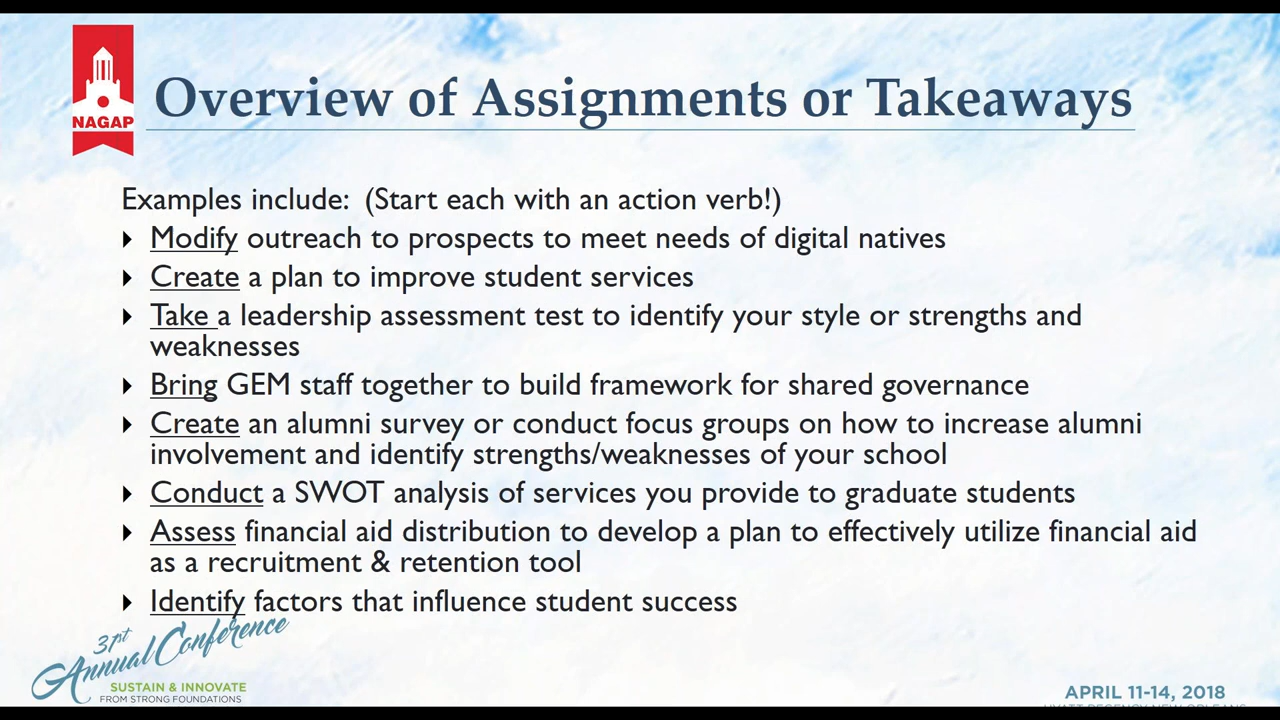 NAGAP
Overview of Assignments or Takeaways
Examples include: (Start each with an action verb!)
Modify outreach to prospects to meet needs of digital natives
Create a plan to improve student services
Take a leadership assessment test to identify your style or strengths and
weaknesses
Bring GEM staff together to build framework for shared governance
Create an alumni survey or conduct focus groups on how to increase alumni
involvement and identify strengths/weaknesses of your school
Conduct a SWOT analysis of services you provide to graduate students
Assess financial aid distribution to develop a plan to effectively utilize financial aid
as a recruitment & retention tool
Identify factors that influence student success
31st
Annual Conference
SUSTAIN & INNOVATE
FROM STRONG FOUNDATIONS
APRIL 11-14, 2018